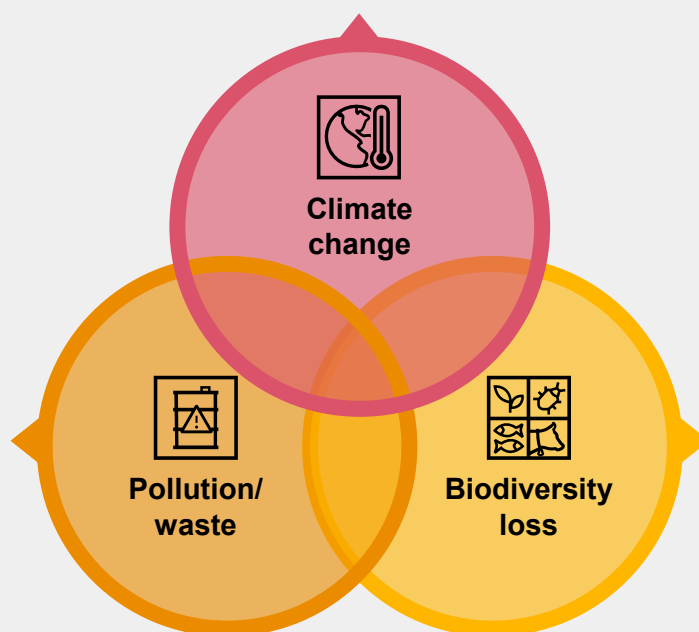 Climate
change
Pollution/
waste
Biodiversity
loss